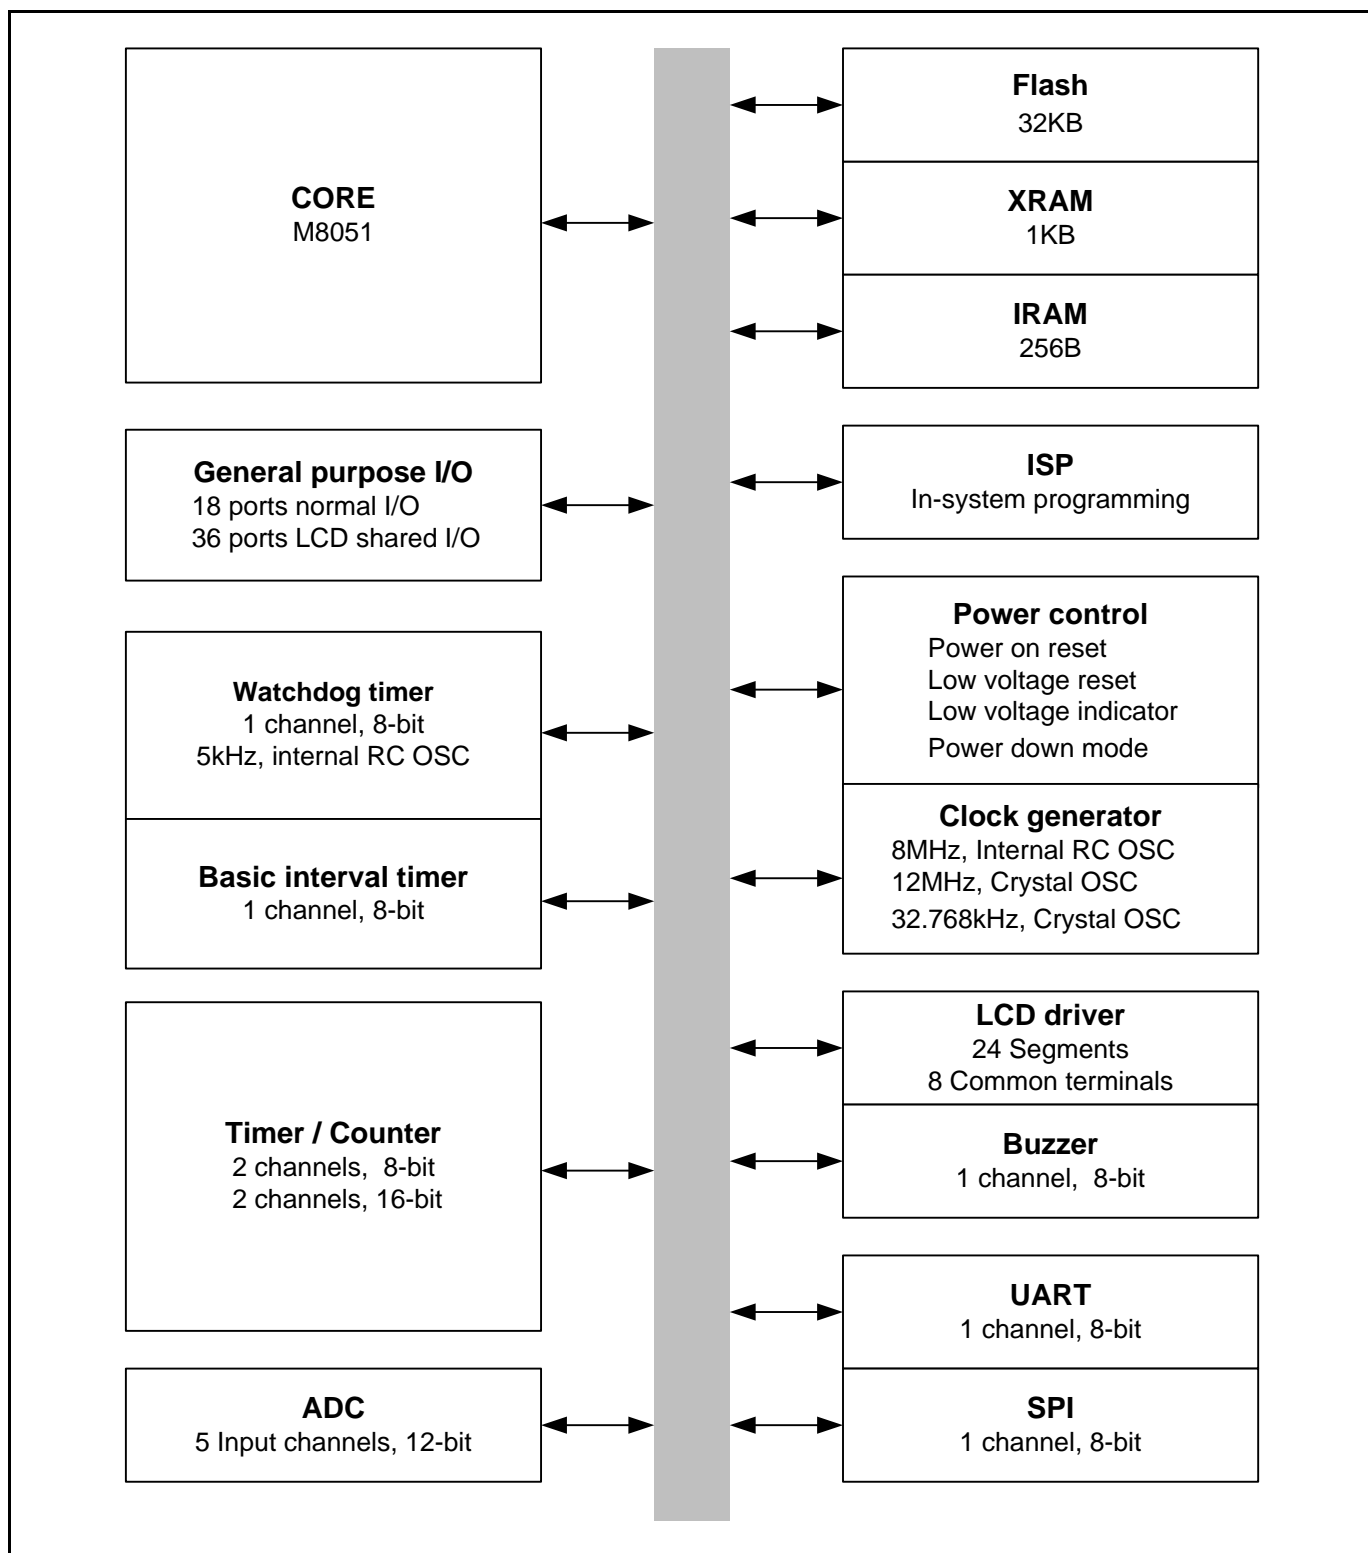 CORE
M8051
General purpose I/O
18 ports normal I/O
36 ports LCD shared I/O
Watchdog timer
1 channel, 8-bit
5kHz, internal RC OSC
Basic interval timer
1 channel, 8-bit
Timer / Counter
2 channels,  8-bit
2 channels, 16-bit
ADC
5 Input channels, 12-bit
Flash
32KB
XRAM
1KB
IRAM
256B
ISP
In-system programming
Power control
Power on reset
Low voltage reset
Low voltage indicator
Power down mode
Clock generator
8MHz, Internal RC OSC
12MHz, Crystal OSC
32.768kHz, Crystal OSC
LCD driver
24 Segments
8 Common terminals
Buzzer
1 channel,  8-bit
UART
1 channel, 8-bit
SPI
1 channel, 8-bit